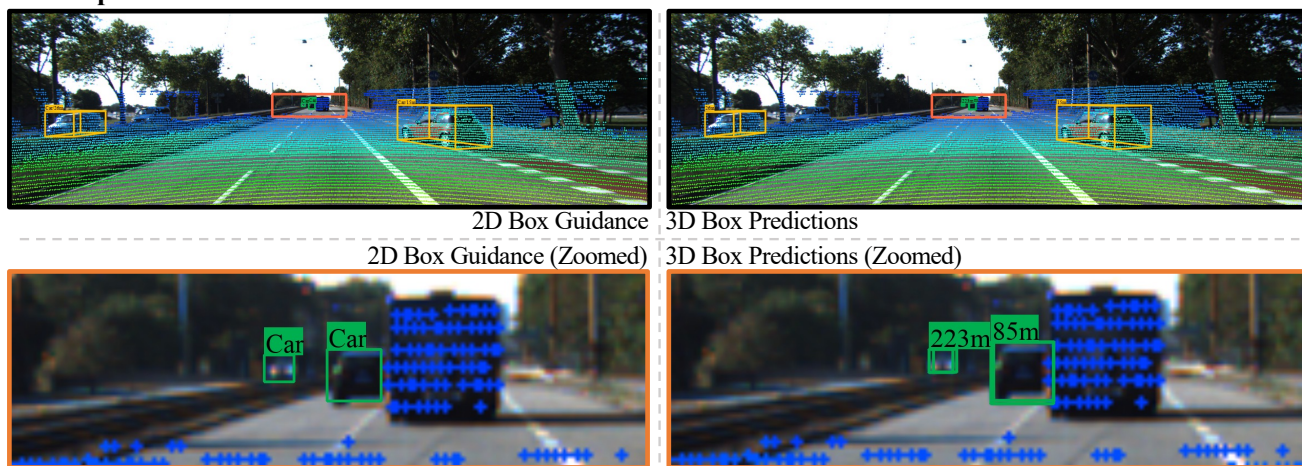 2D Box Guidance
3D Box Predictions
2D Box Guidance (Zoomed)
3D Box Predictions (Zoomed)
Car
Car
223m
85m